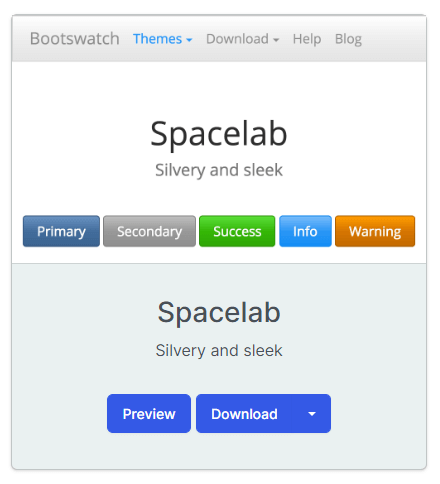 Bootswatch Themes Download Help Blog
Spacelab
Silvery and sleek
Primary Secondary Success Info Warning
Spacelab
Silvery and sleek
Preview Download